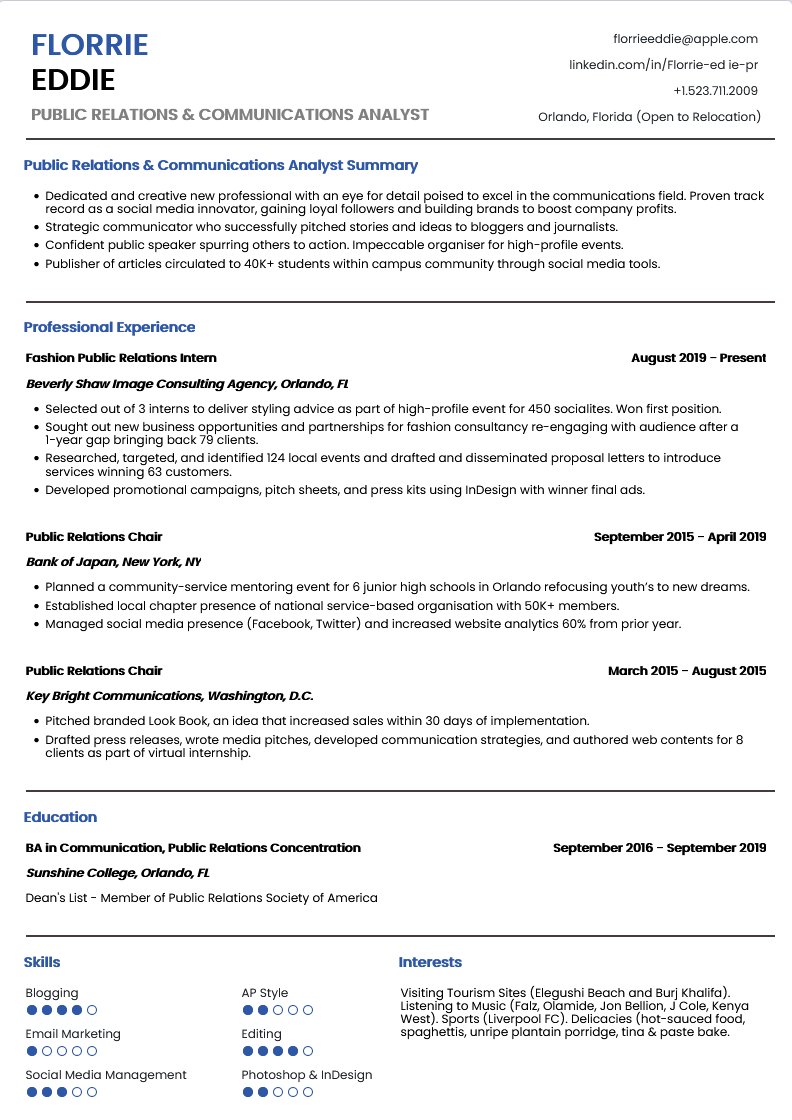 FLORRIE
EDDIE
PUBLIC RELATIONS & COMMUNICATIONS ANALYST
florrieeddie@apple.com
linkedin.com/in/Florrie-ed ie-pr
+1.523.711.2009
Orlando, Florida (Open to Relocation)
Public Relations & Communications Analyst Summary
• Dedicated and creative new professional with an eye for detail poised to excel in the communications field. Proven track
record as a social media innovator, gaining loyal followers and building brands to boost company profits.
• Strategic communicator who successfully pitched stories and ideas to bloggers and journalists.
• Confident public speaker spurring others to action. Impeccable organiser for high-profile events.
• Publisher of articles circulated to 40K+ students within campus community through social media tools.
Professional Experience
Fashion Public Relations Intern August 2019 – Present
Beverly Shaw Image Consulting Agency, Orlando, FL
• Selected out of 3 interns to deliver styling advice as part of high-profile event for 450 socialites. Won first position.
• Sought out new business opportunities and partnerships for fashion consultancy re-engaging with audience after a
1-year gap bringing back 79 clients.
• Researched, targeted, and identified 124 local events and drafted and disseminated proposal letters to introduce
services winning 63 customers.
• Developed promotional campaigns, pitch sheets, and press kits using InDesign with winner final ads.
Public Relations Chair September 2015 – April 2019
Bank of Japan, New York, NY
• Planned a community-service mentoring event for 6 junior high schools in Orlando refocusing youth’s to new dreams.
• Established local chapter presence of national service-based organisation with 50K+ members.
• Managed social media presence (Facebook, Twitter) and increased website analytics 60% from prior year.
Public Relations Chair March 2015 – August 2015
Key Bright Communications, Washington, D.C.
• Pitched branded Look Book, an idea that increased sales within 30 days of implementation.
• Drafted press releases, wrote media pitches, developed communication strategies, and authored web contents for 8
clients as part of virtual internship.
Education
BA in Communication, Public Relations Concentration September 2016 – September 2019
Sunshine College, Orlando, FL
Dean's List - Member of Public Relations Society of America
Skills
Blogging AP Style
Email Marketing Editing
Social Media Management Photoshop & InDesign
Interests
Visiting Tourism Sites (Elegushi Beach and Burj Khalifa).
Listening to Music (Falz, Olamide, Jon Bellion, J Cole, Kenya
West). Sports (Liverpool FC). Delicacies (hot-sauced food,
spaghettis, unripe plantain porridge, tina & paste bake.